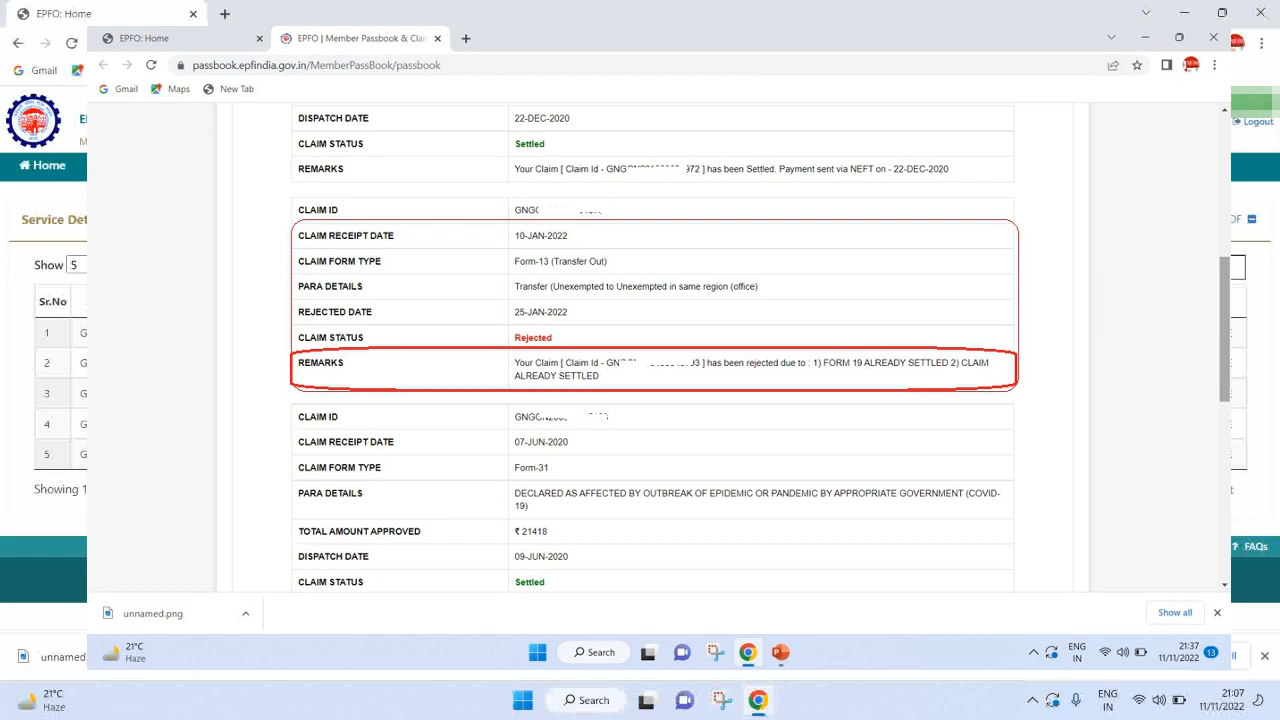 EPFO: Home
EPFO | Member Passbook & Clai
passbook.epfindia.gov.in/MemberPassBook/passbook
Gmail
Gmail
Maps
New Tab
DISPATCH DATE
22-DEC-2020
CLAIM STATUS
Settled
REMARKS
Your Claim [ Claim Id - GNG 972 ] has been Settled. Payment sent via NEFT on - 22-DEC-2020
CLAIM ID
GNG
CLAIM RECEIPT DATE
10-JAN-2022
CLAIM FORM TYPE
Form-13 (Transfer Out)
PARA DETAILS
Transfer (Unexempted to Unexempted in same region (office)
REJECTED DATE
25-JAN-2022
CLAIM STATUS
Rejected
REMARKS
Your Claim [ Claim Id - has been rejected due to : 1) FORM 19 ALREADY SETTLED 2) CLAIM
ALREADY SETTLED
CLAIM ID
CLAIM RECEIPT DATE
07-JUN-2020
CLAIM FORM TYPE
Form-31
PARA DETAILS
DECLARED AS AFFECTED BY OUTBREAK OF EPIDEMIC OR PANDEMIC BY APPROPRIATE GOVERNMENT (COVID-
19)
TOTAL AMOUNT APPROVED
₹ 21418
DISPATCH DATE
09-JUN-2020
CLAIM STATUS
Settled
Home
Service Det
Show 5
Sr.No
1
2
3
4
5
Showing 1
Logout
DF
? FAQs
unnamed.png
Show all
21°C
Haze
Search
ENG
IN
21:37
11/11/2022
13
unnamed
21°C
Haze
Search
ENG
IN
21:07